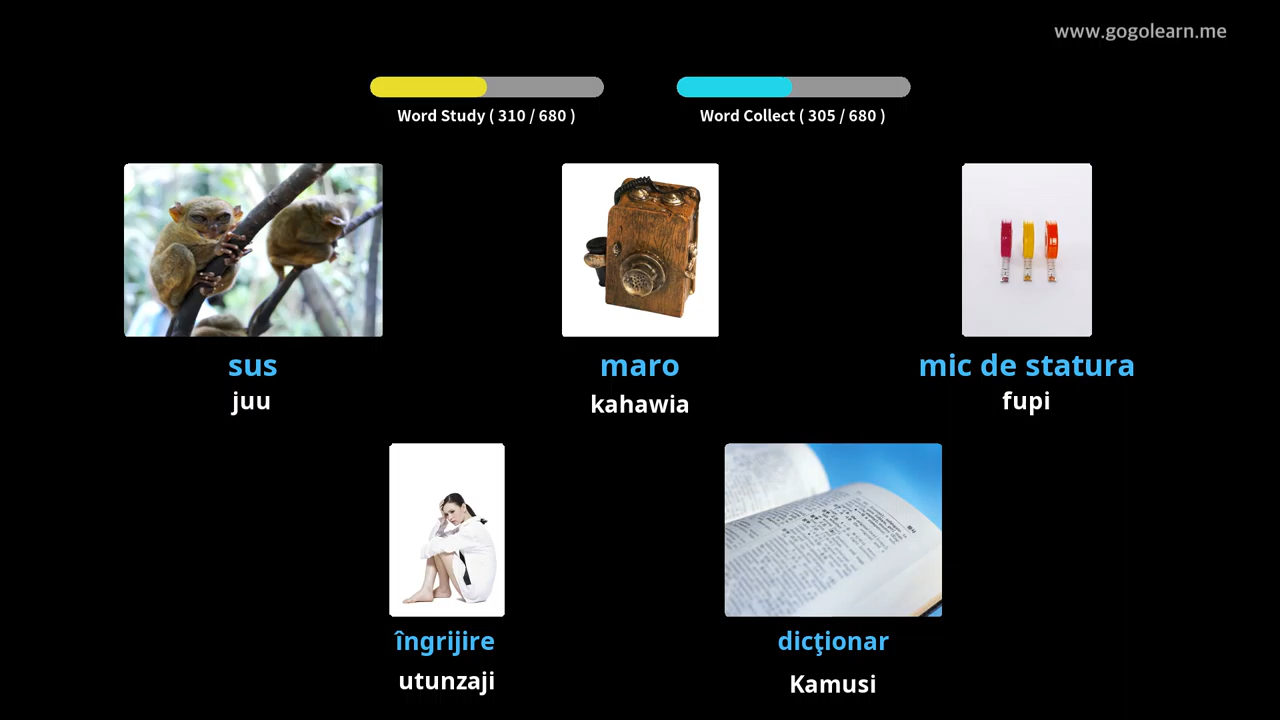 www.gogolearn.me
Word Study ( 310 / 680 )
Word Collect ( 305 / 680 )
sus
juu
maro
kahawia
mic de statura
fupi
îngrijire
utunzaji
dicţionar
Kamusi